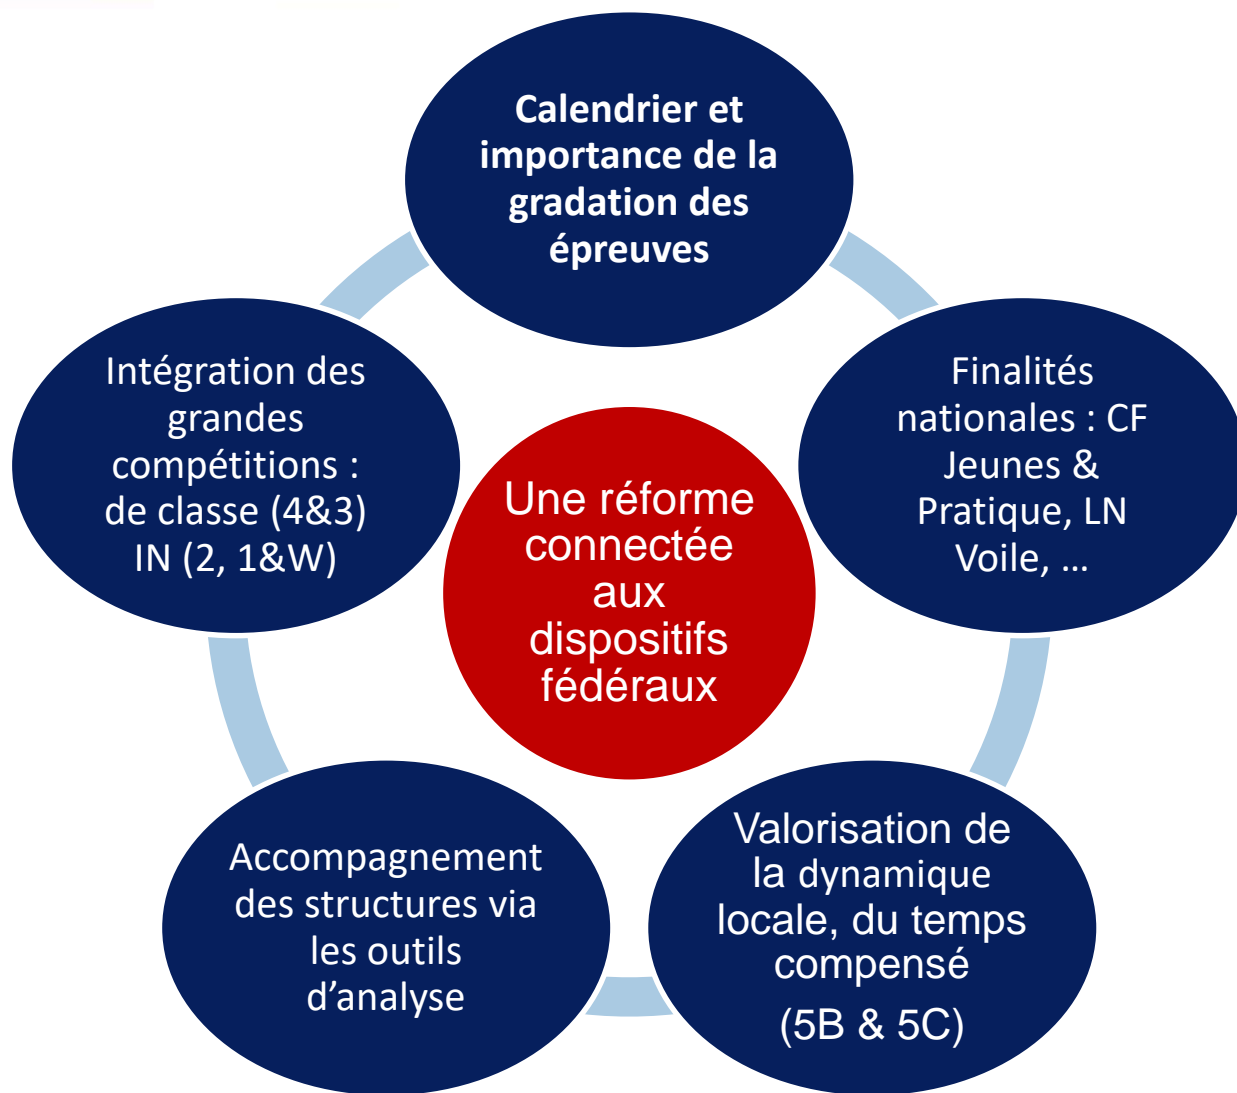 Calendrier et
importance de la
gradation des
épreuves
Finalités
nationales : CF
Jeunes &
Pratique, LN
Voile, …
Valorisation de
la dynamique
locale, du temps
compensé
(5B & 5C)
Accompagnement
des structures via
les outils
d’analyse
Intégration des
grandes
compétitions :
de classe (4&3)
IN (2, 1&W)
Une réforme
connectée
aux
dispositifs
fédéraux